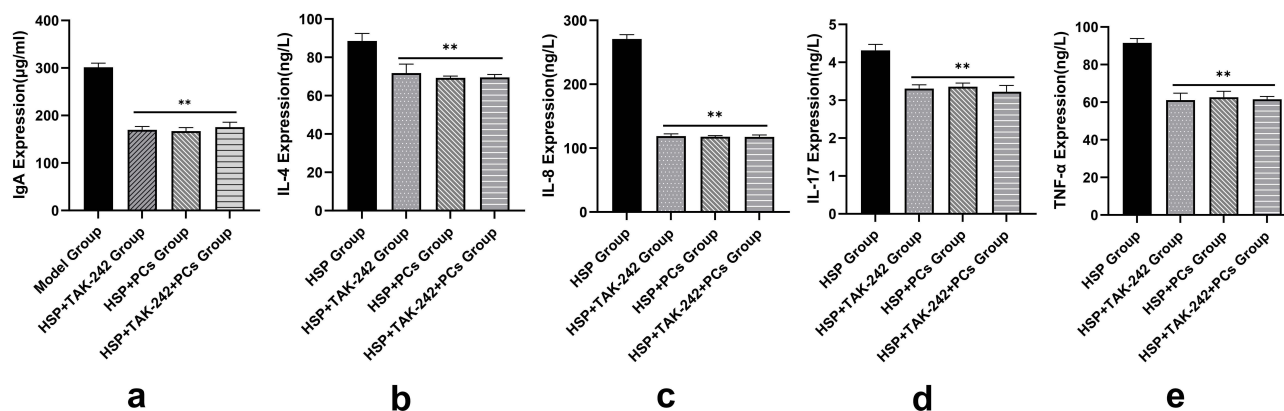 IgA Expression(μg/ml)
400
300
200
100
0
**
Model Group
HSP+TAK-242 Group
HSP+PCs Group
HSP+TAK-242+PCs Group
a
IL-4 Expression(ng/L)
100
80
60
40
20
0
**
HSP Group
HSP+TAK-242 Group
HSP+PCs Group
HSP+TAK-242+PCs Group
b
IL-8 Expression(ng/L)
300
200
100
0
**
HSP Group
HSP+TAK-242 Group
HSP+PCs Group
HSP+TAK-242+PCs Group
c
IL-17 Expression(ng/L)
5
4
3
2
1
0
**
HSP Group
HSP+TAK-242 Group
HSP+PCs Group
HSP+TAK-242+PCs Group
d
TNF-α Expression(ng/L)
100
80
60
40
20
0
**
HSP Group
HSP+TAK-242 Group
HSP+PCs Group
HSP+TAK-242+PCs Group
e